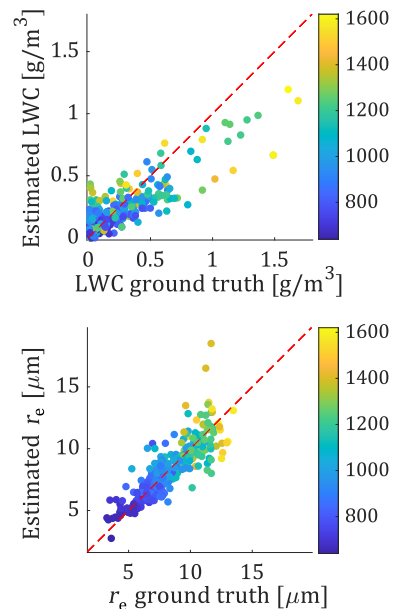 1600
1.5
1400
1
1200
1000
0.5
800
0
0 0.5 1 1.5
Estimated LWC [g/m³]
LWC ground truth [g/m³]
1600
15
1400
1200
10
1000
5
800
5 10 15
Estimated rₑ [μm]
rₑ ground truth [μm]